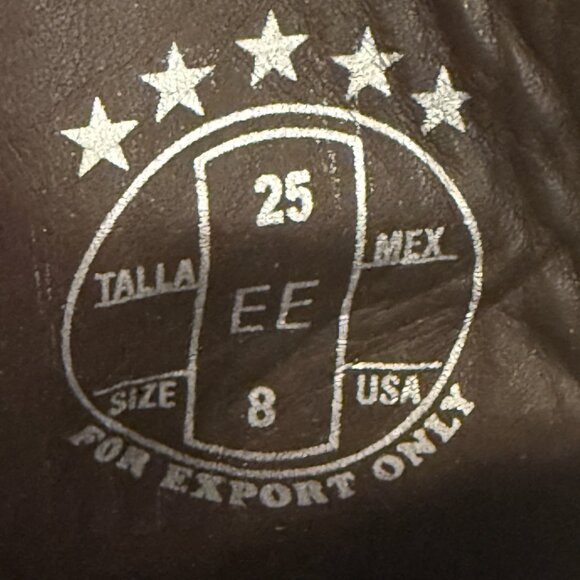 25
TALLA MEX
EE
SIZE 8 USA
FOR EXPORT ONLY